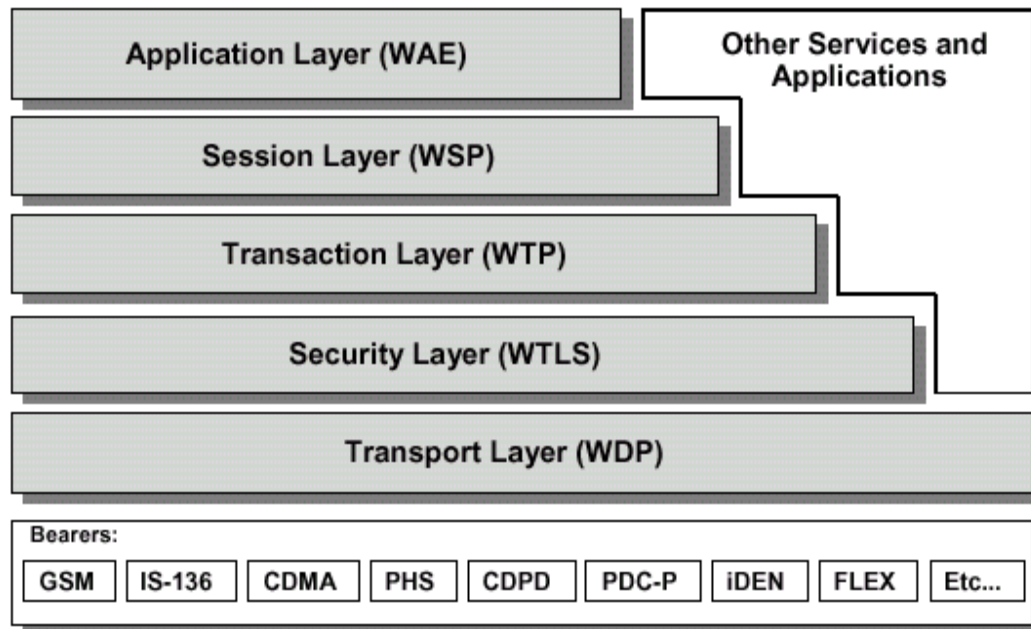 Application Layer (WAE)
Other Services and
Applications
Session Layer (WSP)
Transaction Layer (WTP)
Security Layer (WTLS)
Transport Layer (WDP)
Bearers:
GSM IS-136 CDMA PHS CDPD PDC-P iDEN FLEX Etc...